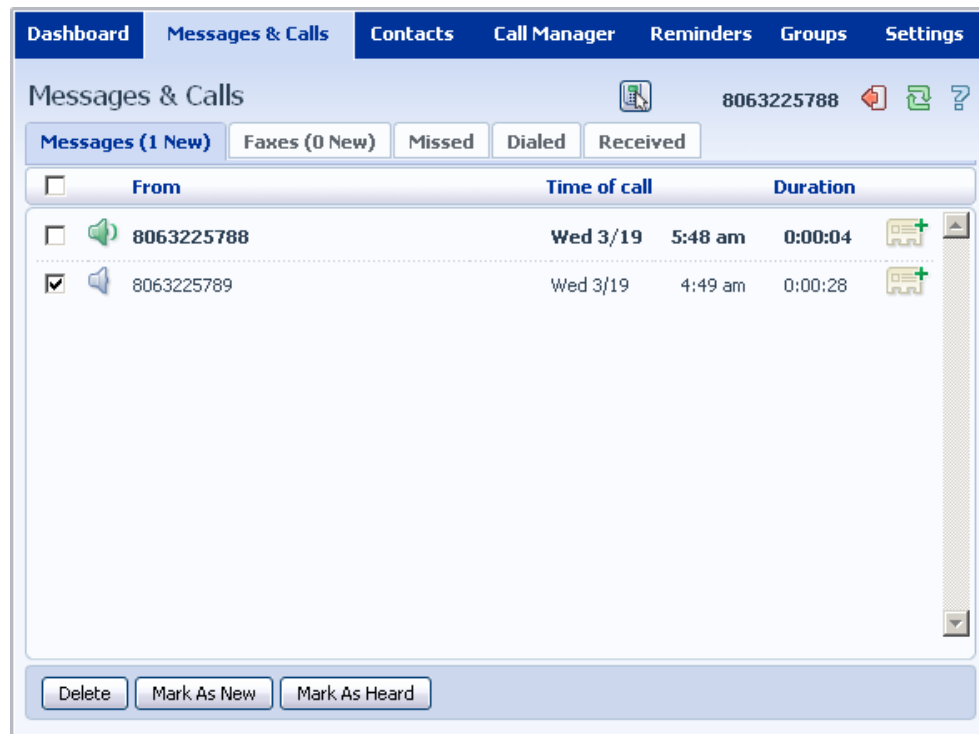 Dashboard Messages & Calls Contacts Call Manager Reminders Groups Settings
Messages & Calls 8063225788 ?
Messages (1 New) Faxes (0 New) Missed Dialed Received
From Time of call Duration
8063225788 Wed 3/19 5:48 am 0:00:04
8063225789 Wed 3/19 4:49 am 0:00:28
Delete Mark As New Mark As Heard